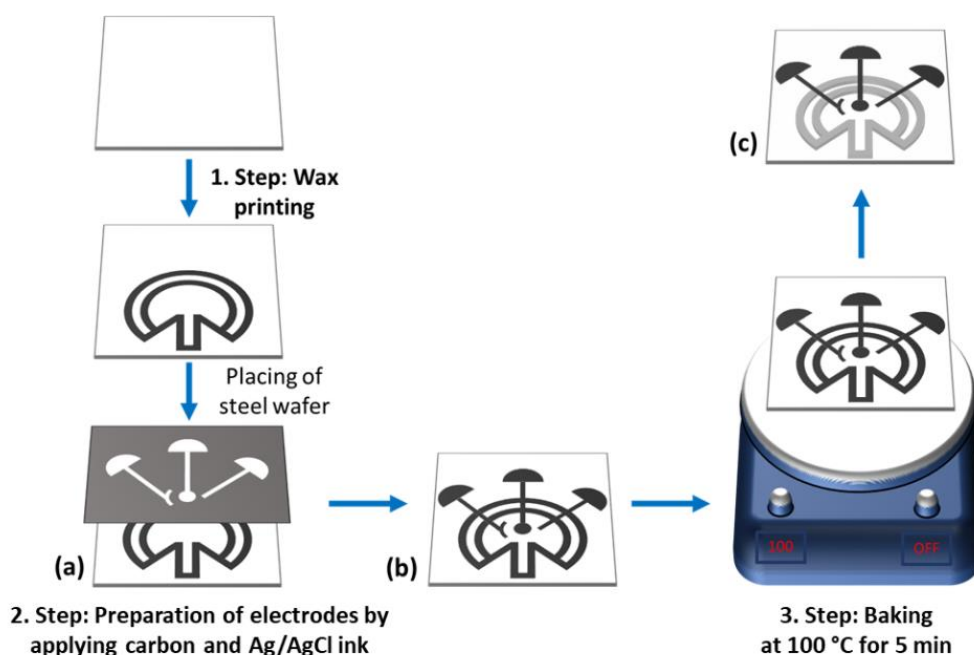 1. Step: Wax
printing
Placing of
steel wafer
(a)
2. Step: Preparation of electrodes by
applying carbon and Ag/AgCl ink
(b)
(c)
100
OFF
3. Step: Baking
at 100 °C for 5 min